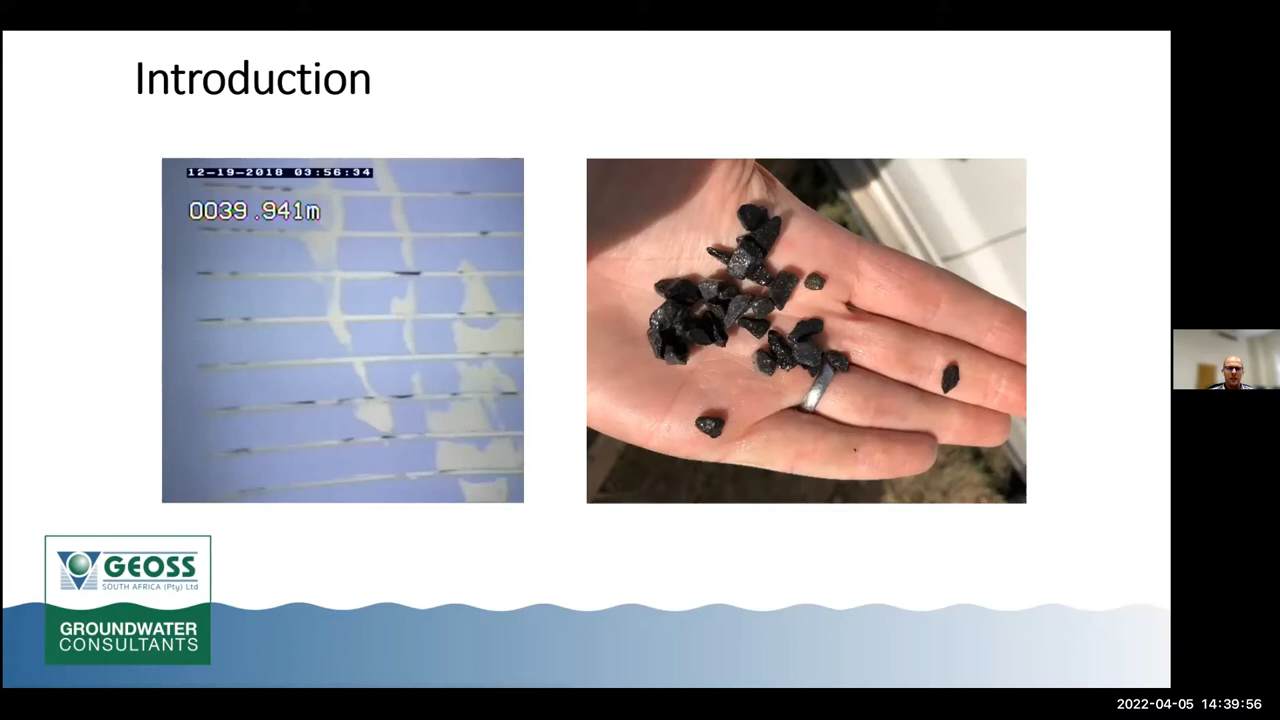 Introduction
12-19-2018 03:56:34
0039.941m
GEOSS
SOUTH AFRICA (Pty) Ltd
GROUNDWATER
CONSULTANTS
2022-04-05 14:39:56